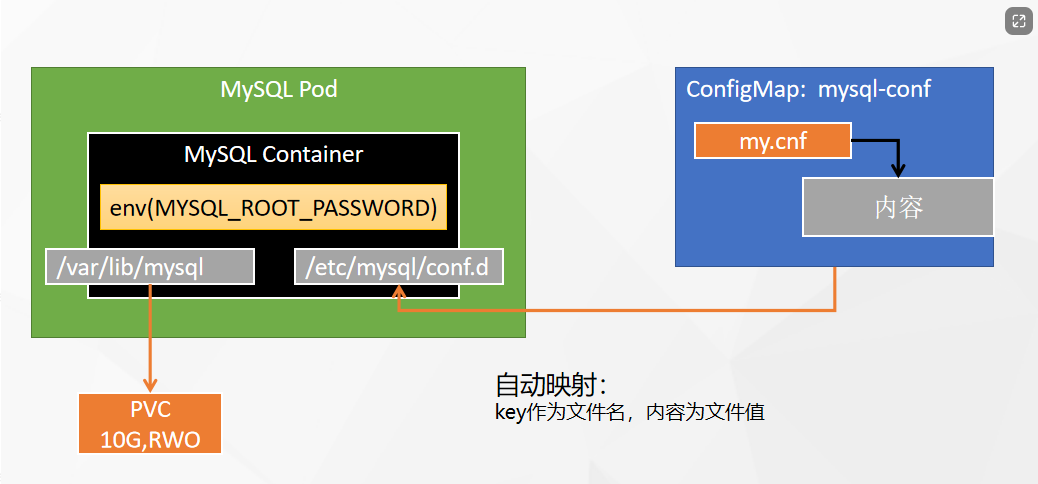 MySQL Pod
MySQL Container
env(MYSQL_ROOT_PASSWORD)
/var/lib/mysql
/etc/mysql/conf.d
PVC
10G,RWO
ConfigMap：mysql-conf
my.cnf
内容
自动映射：
key作为文件名，内容为文件值